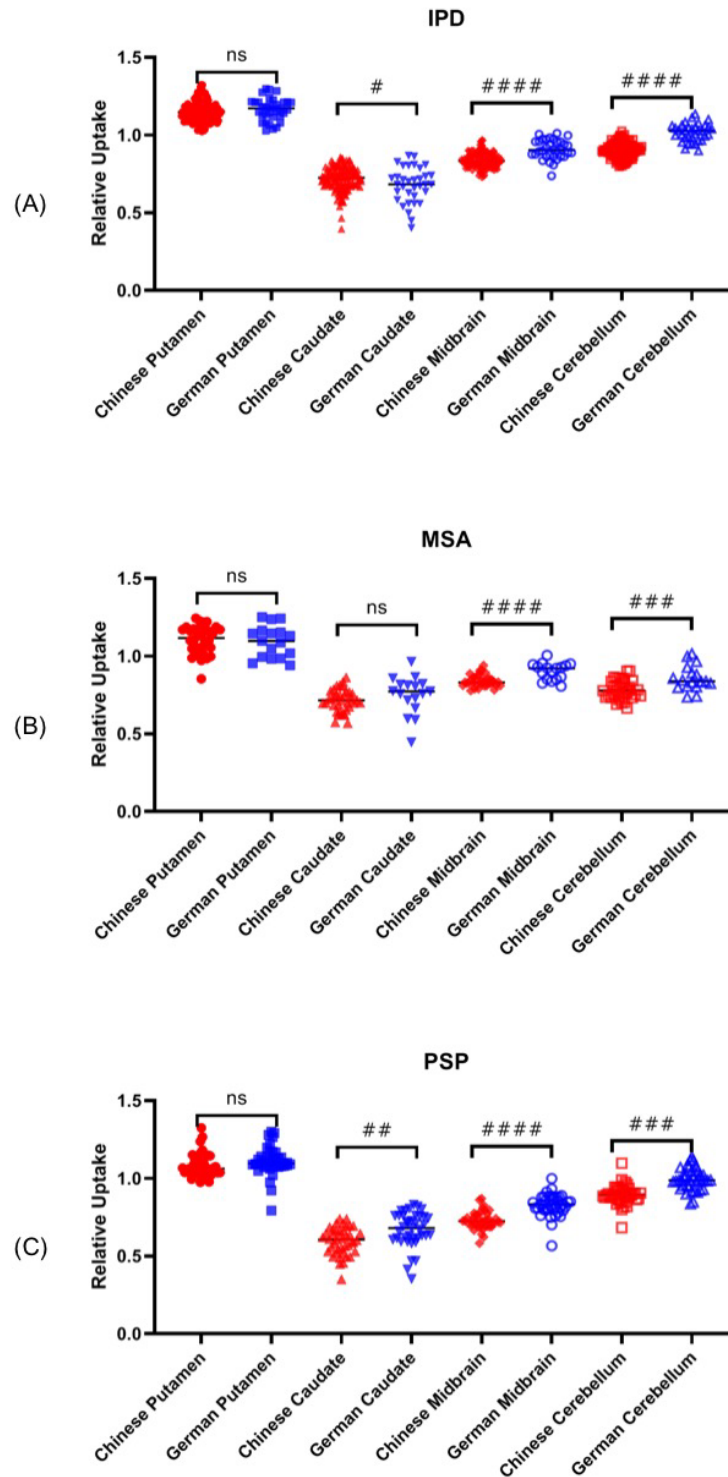 IPD
(A)
Relative Uptake
1.5
1.0
0.5
0.0
ns
#
####
####
Chinese Putamen
German Putamen
Chinese Caudate
German Caudate
Chinese Midbrain
German Midbrain
Chinese Cerebellum
German Cerebellum
MSA
(B)
Relative Uptake
1.5
1.0
0.5
0.0
ns
ns
####
###
Chinese Putamen
German Putamen
Chinese Caudate
German Caudate
Chinese Midbrain
German Midbrain
Chinese Cerebellum
German Cerebellum
PSP
(C)
Relative Uptake
1.5
1.0
0.5
0.0
ns
##
####
###
Chinese Putamen
German Putamen
Chinese Caudate
German Caudate
Chinese Midbrain
German Midbrain
Chinese Cerebellum
German Cerebellum